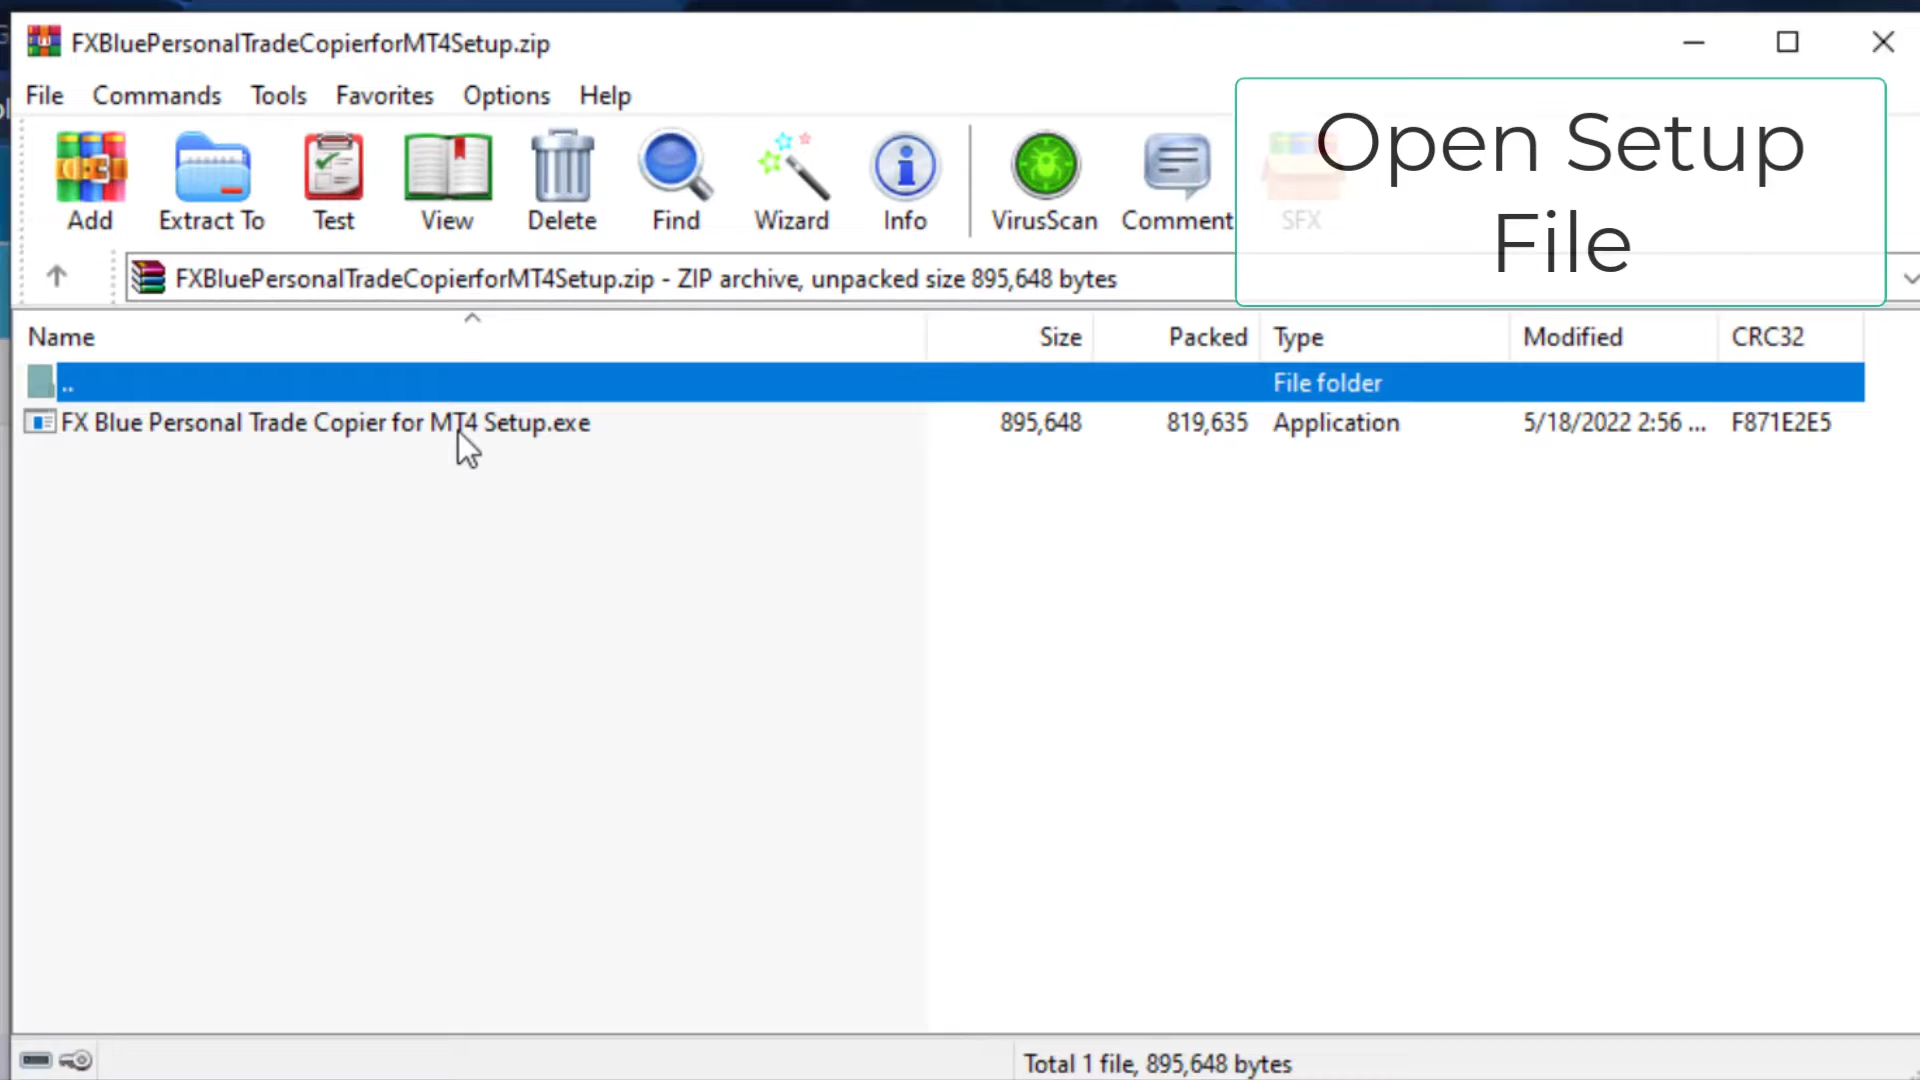 FXBluePersonalTradeCopierforMT4Setup.zip
File Commands Tools Favorites Options Help
Open Setup
File
Add Extract To Test View Delete Find Wizard Info VirusScan Comment SFX
FXBluePersonalTradeCopierforMT4Setup.zip - ZIP archive, unpacked size 895,648 bytes
Name Size Packed Type Modified CRC32
.. File folder
FX Blue Personal Trade Copier for MT4 Setup.exe 895,648 819,635 Application 5/18/2022 2:56 ... F871E2E5
Total 1 file, 895,648 bytes